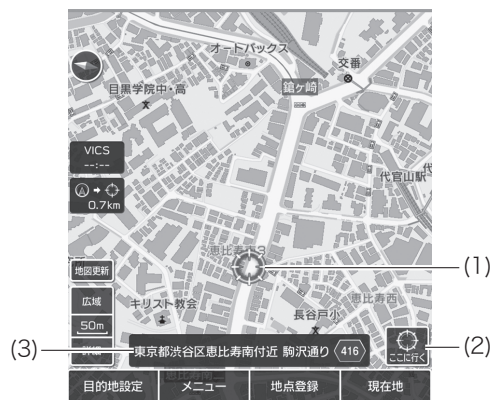 オートバックス
交番
目黒学院中・高
鎗ヶ崎
VICS
--:--
代官山駅
0.7km
恵比寿南3
(1)
地図更新
広域
恵比寿西
50m
キリスト教会
長谷戸小
(2)
(3)
東京都渋谷区恵比寿南付近 駒沢通り 416
ここに行く
目的地設定
メニュー
地点登録
現在地